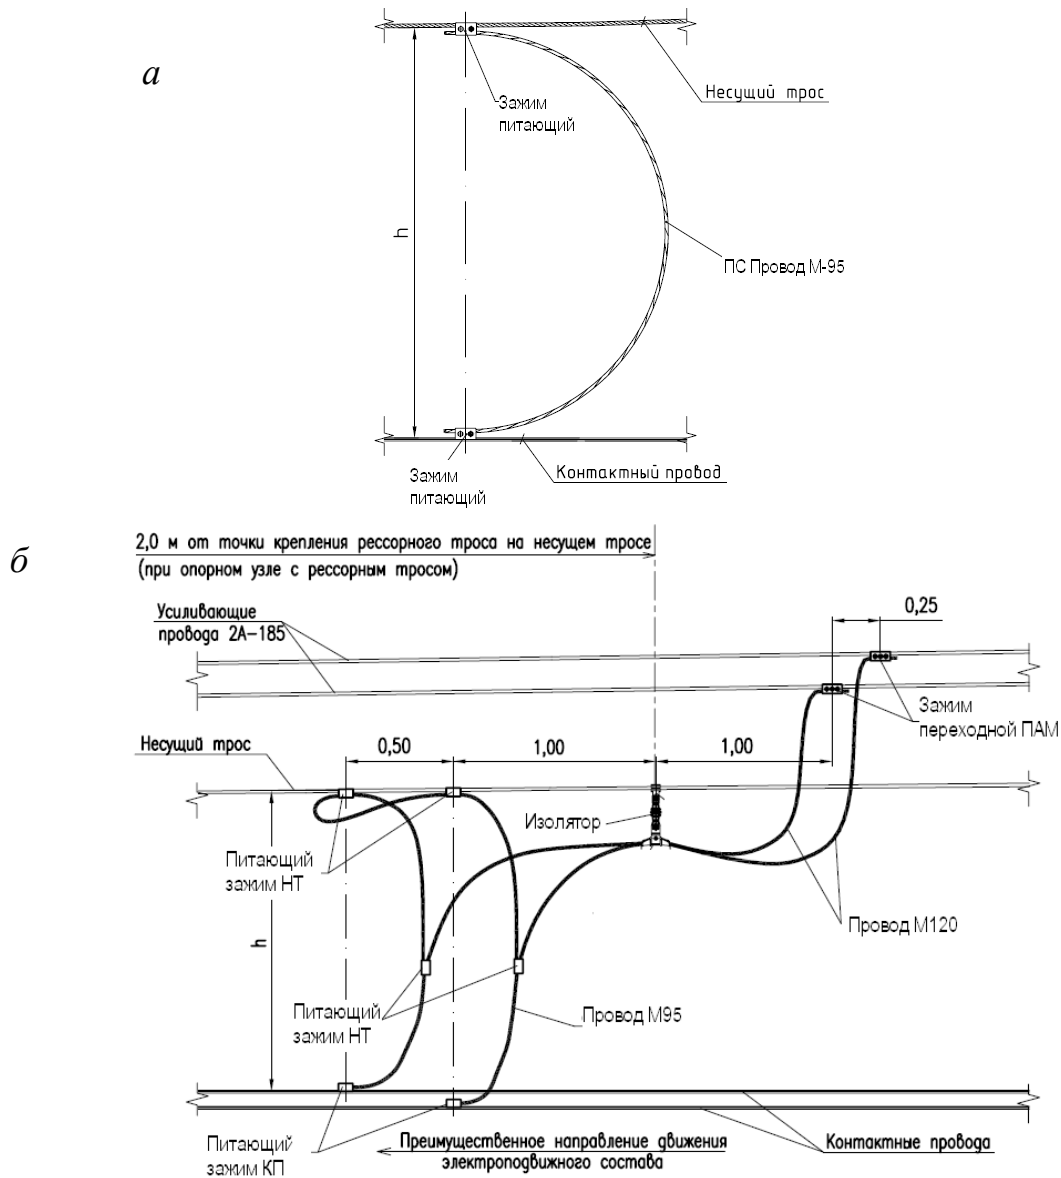 а
Несущий трос
Зажим
питающий
h
ПС Провод М-95
Контактный провод
Зажим
питающий
б
2,0 м от точки крепления рессорного троса на несущем тросе
(при опорном узле с рессорным тросом)
Усиливающие
провода 2А-185
0,25
Зажим
переходной ПАМ
Несущий трос
0,50
1,00
1,00
Изолятор
Питающий
зажим НТ
Провод М120
h
Питающий
зажим НТ
Провод М95
Питающий
зажим КП
Преимущественное направление движения
электроподвижного состава
Контактные провода